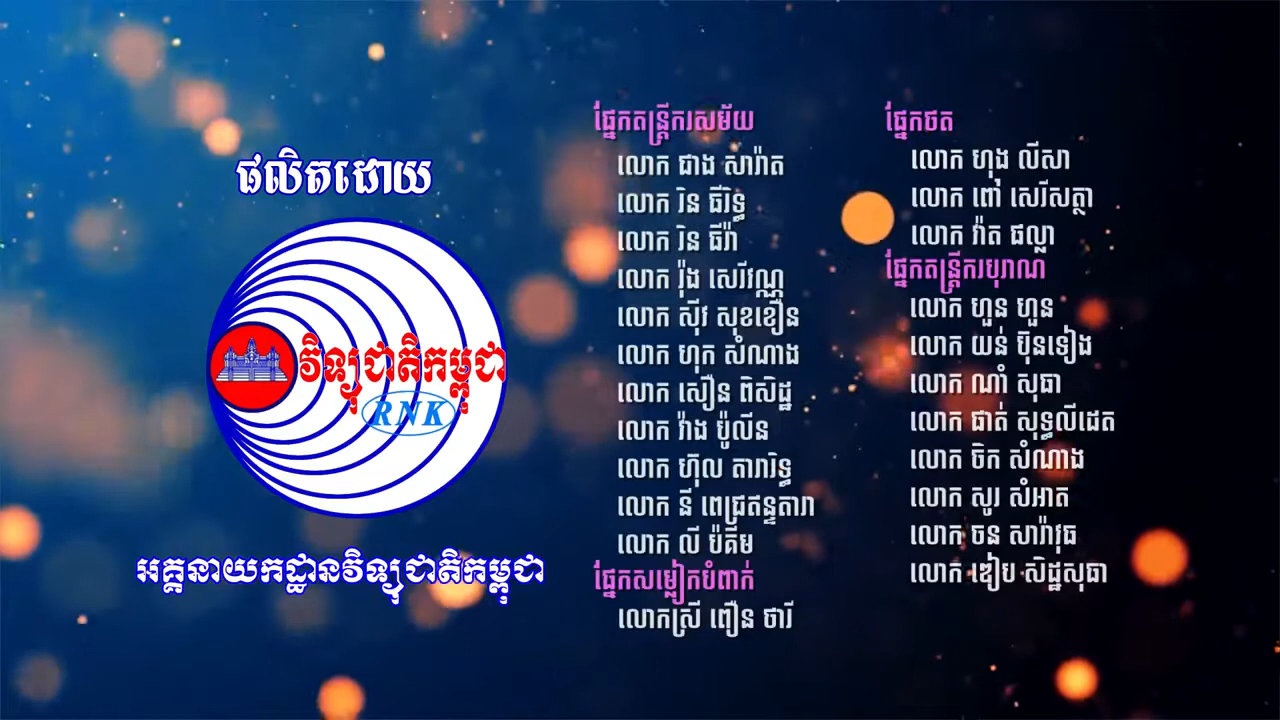 ផលិតដោយ
វិទ្យុជាតិកម្ពុជា
RNK
អគ្គនាយកដ្ឋានវិទ្យុជាតិកម្ពុជា
ផ្នែកតន្ត្រីករសម័យ
លោក ជាង សារ៉ាត
លោក រិន ធីរិទ្ធ
លោក រិន ធីរ៉ា
លោក រ៉ុង សេរីវណ្ណ
លោក ស៊ីវ សុខខឿន
លោក ហុក សំណាង
លោក សឿន ពិសិដ្ឋ
លោក វ៉ាង ប៉ូលីន
លោក ហ៊ុល តារារិទ្ធ
លោក នី ពេជ្រឥន្ទតារា
លោក លី ប៉គីម
ផ្នែកសម្លៀកបំពាក់
លោកស្រី ពឿន ថារី
ផ្នែកថត
លោក ហុង លីសា
លោក ពៅ សេរីសត្ថា
លោក វ៉ាត ផល្លា
ផ្នែកតន្ត្រីករបុរាណ
លោក ហួន ហួន
លោក យន់ ប៊ុនទៀង
លោក ណាំ សុធា
លោក ផាត់ សុទ្ធលីដេត
លោក ចិក សំណាង
លោក សូរ សំអាត
លោក ចន សារ៉ាវុធ
លោក ឌៀប សិដ្ឋសុធា